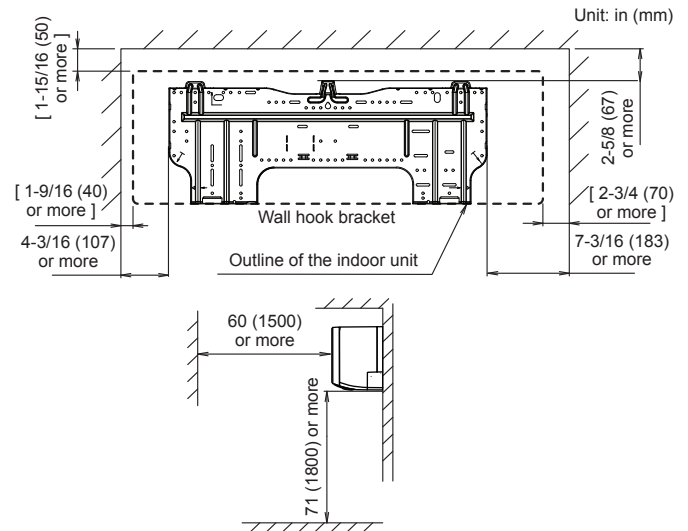 Unit: in (mm)
[ 1-15/16 (50)
or more ]
2-5/8 (67)
or more
[ 1-9/16 (40)
or more ]
4-3/16 (107)
or more
Wall hook bracket
Outline of the indoor unit
[ 2-3/4 (70)
or more ]
7-3/16 (183)
or more
60 (1500)
or more
71 (1800) or more